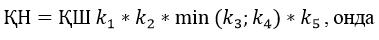 ҚН = ҚШ k₁ * k₂ * min (k₃; k₄) * k₅ , онда